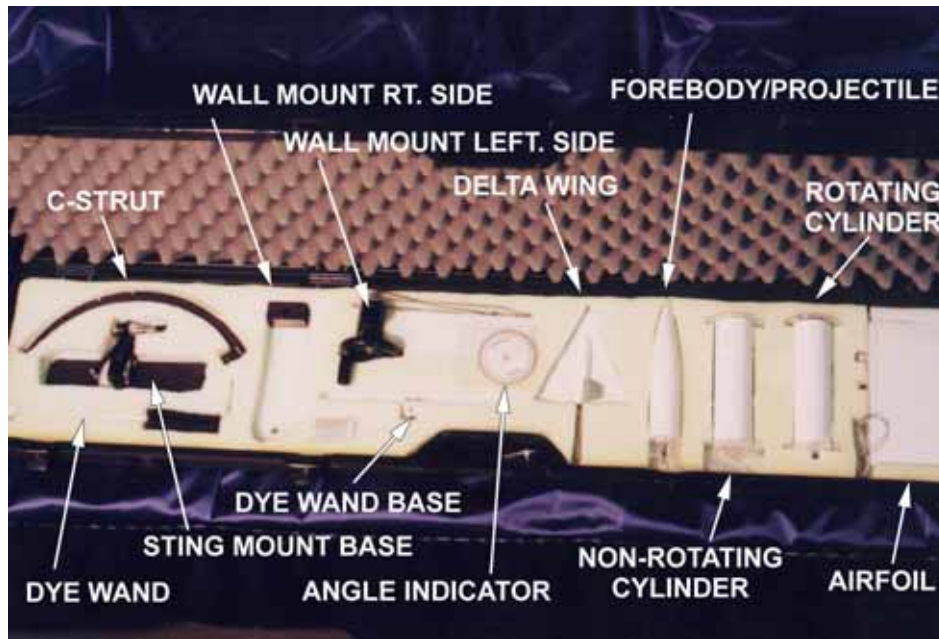 WALL MOUNT RT. SIDE
FOREBODY/PROJECTILE
WALL MOUNT LEFT. SIDE
DELTA WING
C-STRUT
ROTATING
CYLINDER
DYE WAND BASE
STING MOUNT BASE
DYE WAND
ANGLE INDICATOR
NON-ROTATING
CYLINDER
AIRFOIL